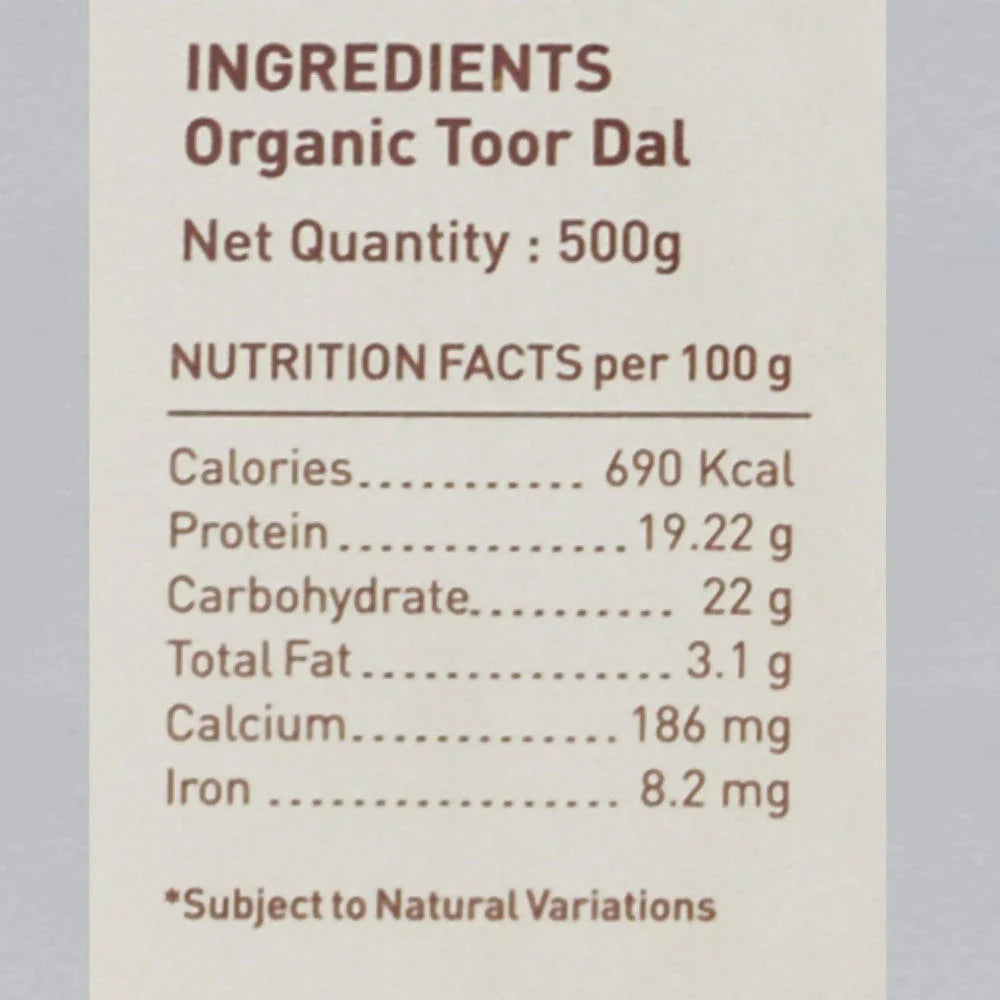 INGREDIENTS
Organic Toor Dal
Net Quantity : 500g
NUTRITION FACTS per 100 g
Calories........... 690 Kcal
Protein.............. 19.22 g
Carbohydrate.......... 22 g
Total Fat............... 3.1 g
Calcium............. 186 mg
Iron ................. 8.2 mg
*Subject to Natural Variations